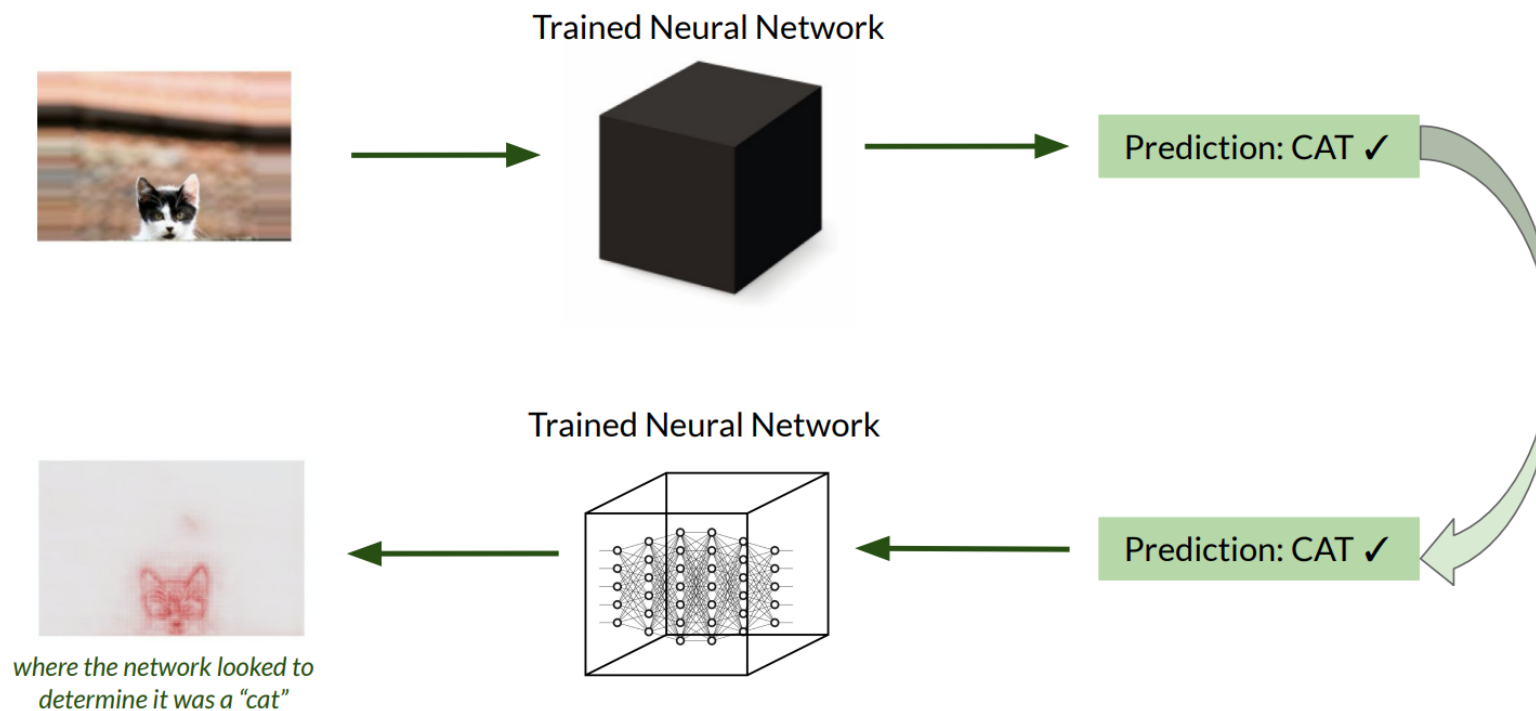 Trained Neural Network
Prediction: CAT ✓
Trained Neural Network
Prediction: CAT ✓
where the network looked to
determine it was a “cat”